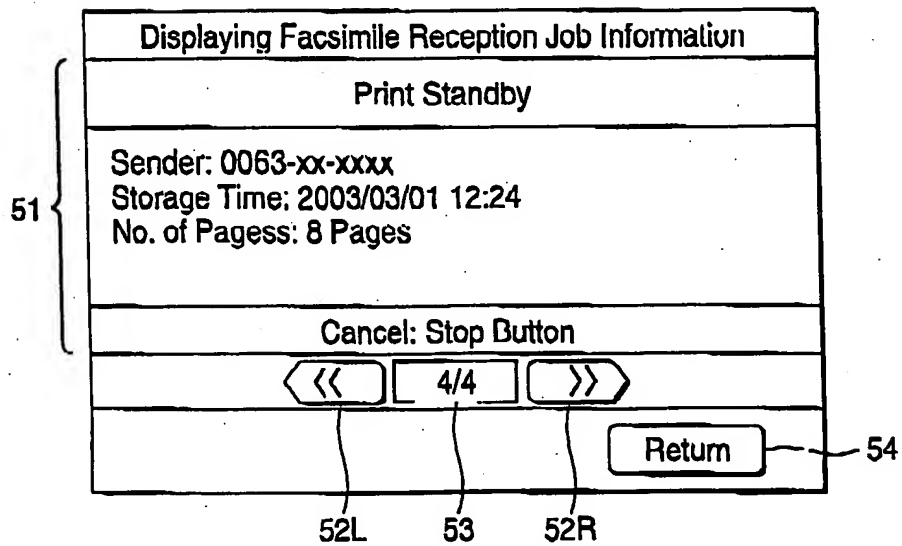 Displaying Facsimile Reception Job Information
Print Standby
Sender: 0063-xx-xxxx
Storage Time: 2003/03/01 12:24
No. of Pagess: 8 Pages
51
Cancel: Stop Button
<< 4/4 >>
Return 54
52L 53 52R